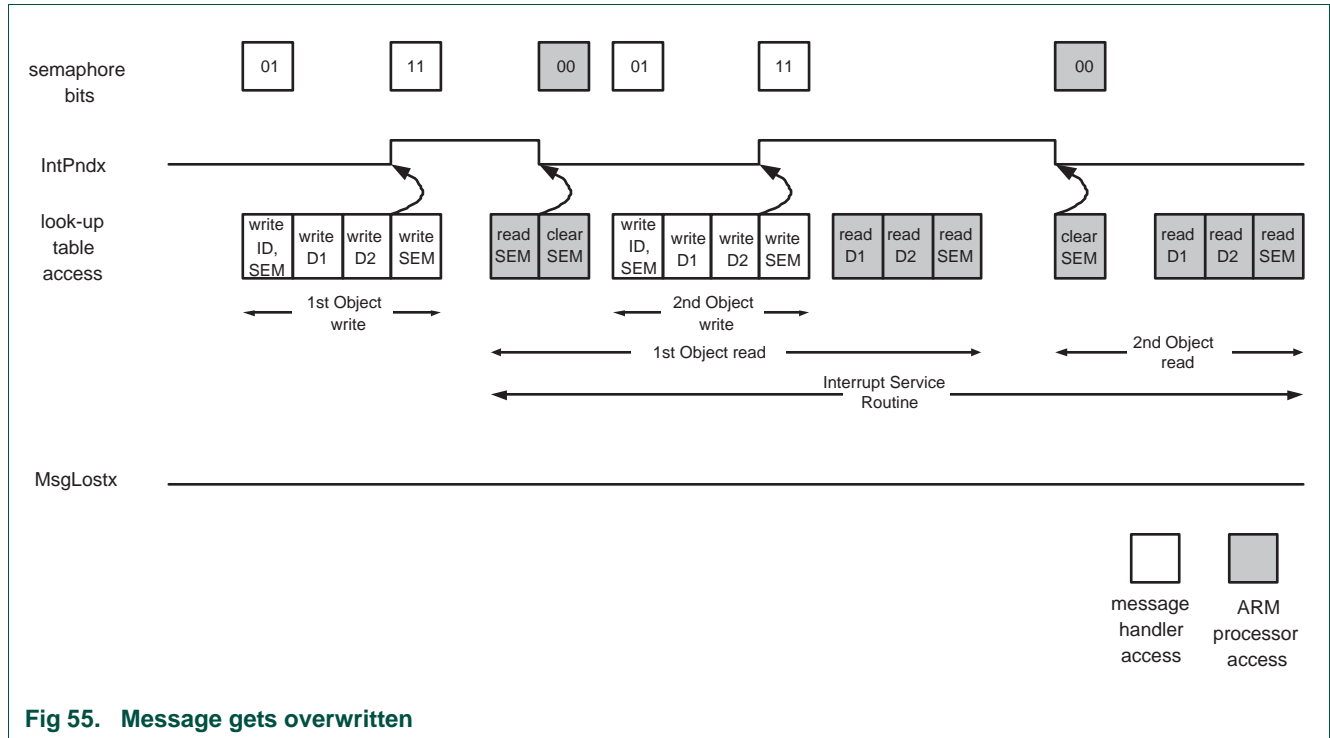 semaphore
bits
01
11
00
01
11
00
IntPndx
look-up
table
access
write
ID,
SEM
write
D1
write
D2
write
SEM
read
SEM
clear
SEM
write
ID,
SEM
write
D1
write
D2
write
SEM
read
D1
read
D2
read
SEM
clear
SEM
read
D1
read
D2
read
SEM
1st Object
write
2nd Object
write
1st Object read
2nd Object
read
Interrupt Service
Routine
MsgLostx
message
handler
access
ARM
processor
access
Fig 55. Message gets overwritten